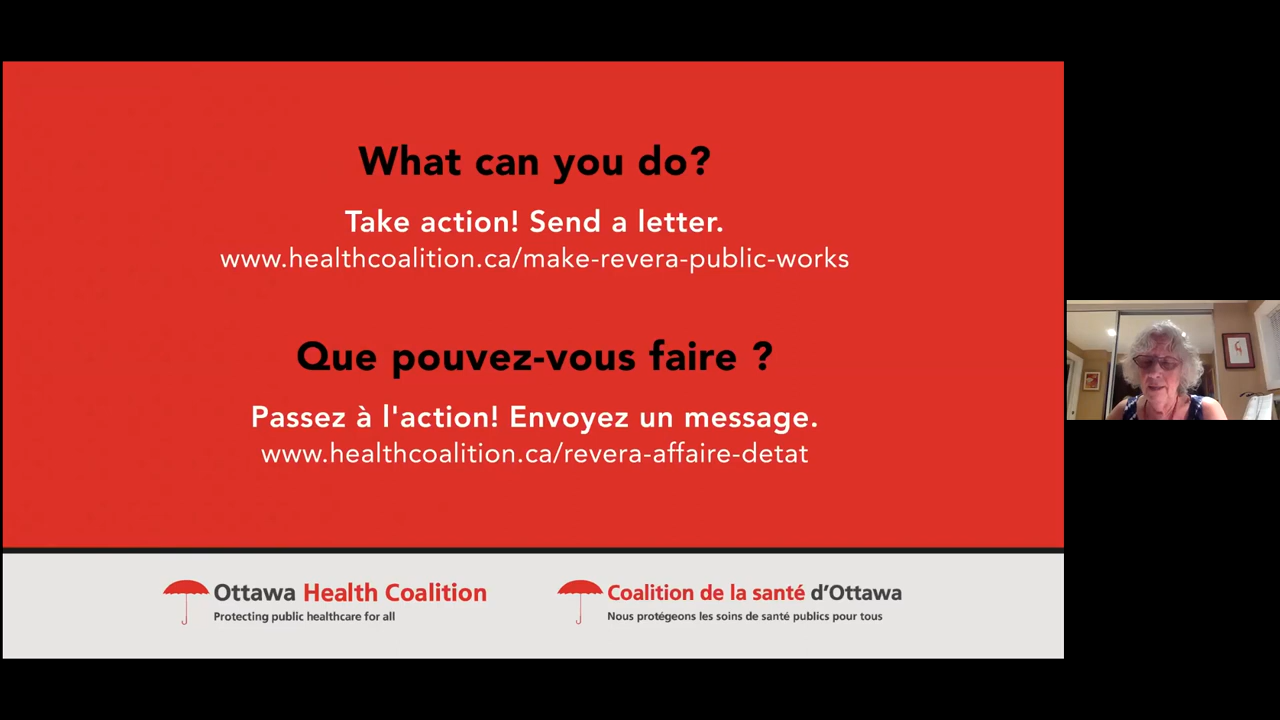 What can you do?
Take action! Send a letter.
www.healthcoalition.ca/make-revera-public-works
Que pouvez-vous faire ?
Passez à l'action! Envoyez un message.
www.healthcoalition.ca/revera-affaire-detat
Ottawa Health Coalition
Protecting public healthcare for all
Coalition de la santé d'Ottawa
Nous protégeons les soins de santé publics pour tous